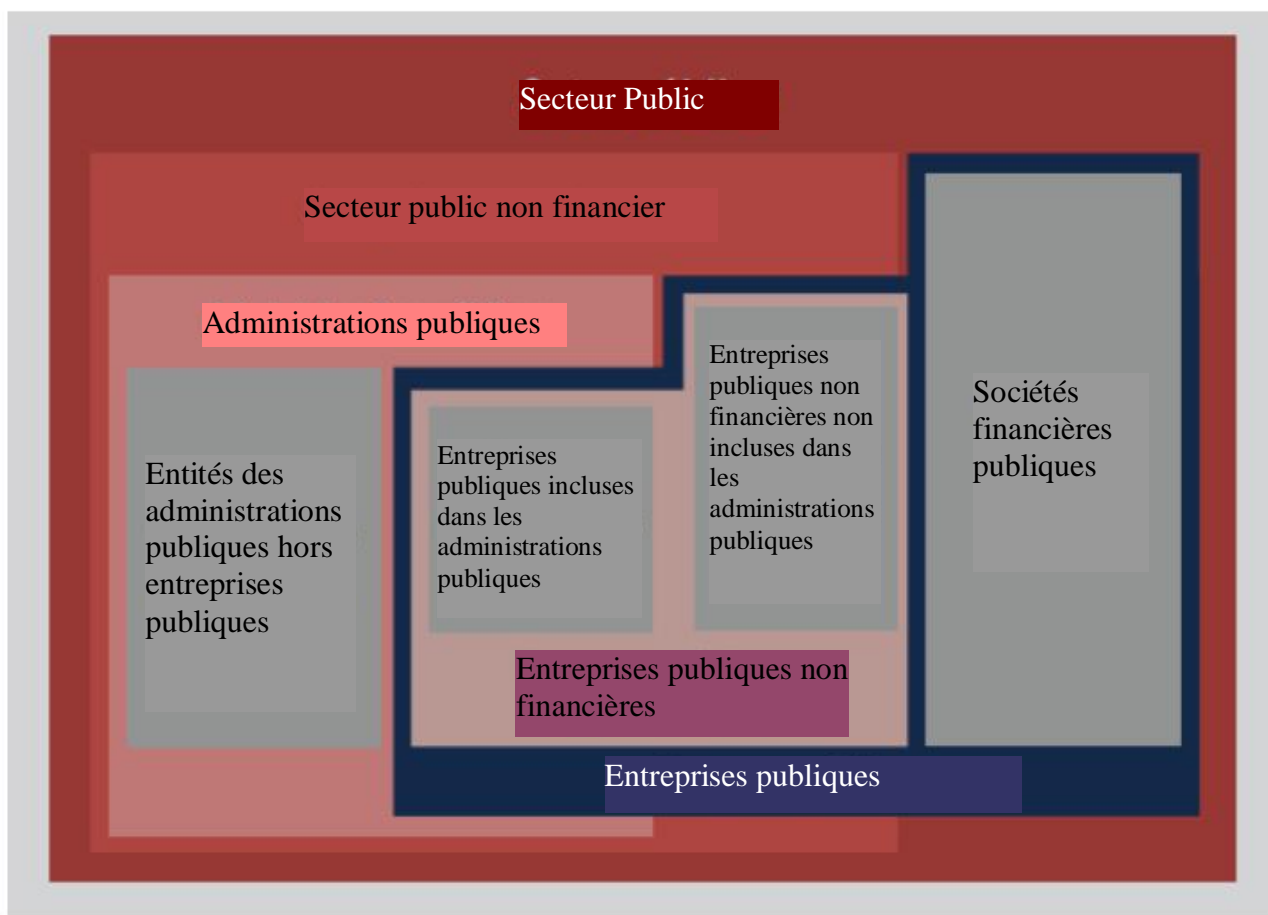 Secteur Public
Secteur public non financier
Administrations publiques
Entités des
administrations
publiques hors
entreprises
publiques
Entreprises
publiques incluses
dans les
administrations
publiques
Entreprises
publiques non
financières non
incluses dans
les
administrations
publiques
Sociétés
financières
publiques
Entreprises publiques non
financières
Entreprises publiques